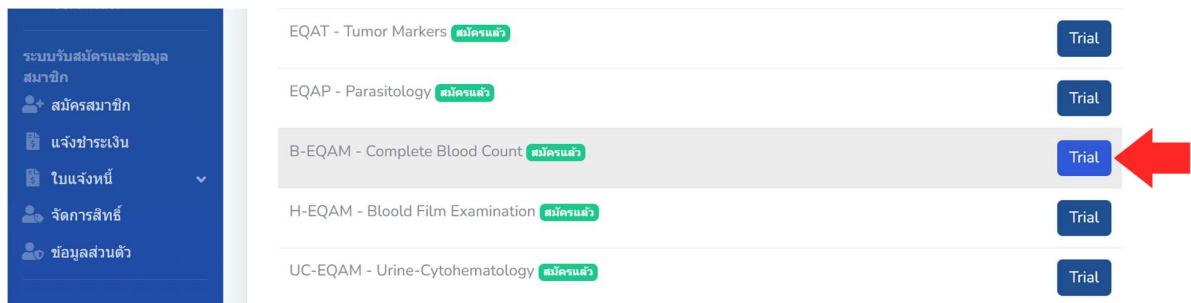 ระบบรับสมัครและข้อมูล
สมาชิก
สมัครสมาชิก
แจ้งชำระเงิน
ใบแจ้งหนี้
จัดการสิทธิ์
ข้อมูลส่วนตัว
EQAT - Tumor Markers สมัครแล้ว Trial
EQAP - Parasitology สมัครแล้ว Trial
B-EQAM - Complete Blood Count สมัครแล้ว Trial
H-EQAM - Bloold Film Examination สมัครแล้ว Trial
UC-EQAM - Urine-Cytohematology สมัครแล้ว Trial